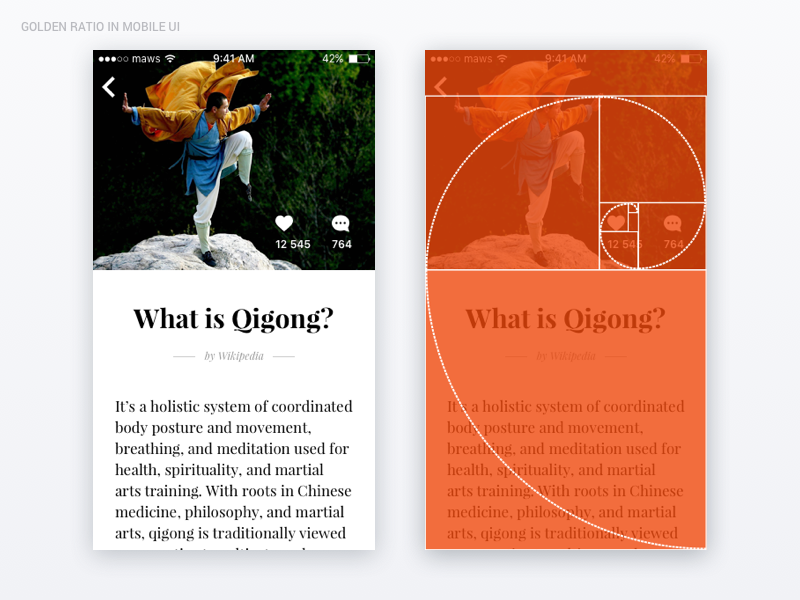 GOLDEN RATIO IN MOBILE UI
maws 9:41 AM 42%
12 545 764
What is Qigong?
by Wikipedia
It's a holistic system of coordinated
body posture and movement,
breathing, and meditation used for
health, spirituality, and martial
arts training. With roots in Chinese
medicine, philosophy, and martial
arts, qigong is traditionally viewed
maws 9:41 AM 42%
12 545 764
What is Qigong?
by Wikipedia
It's a holistic system of coordinated
body posture and movement,
breathing, and meditation used for
health, spirituality, and martial
arts training. With roots in Chinese
medicine, philosophy, and martial
arts, qigong is traditionally viewed